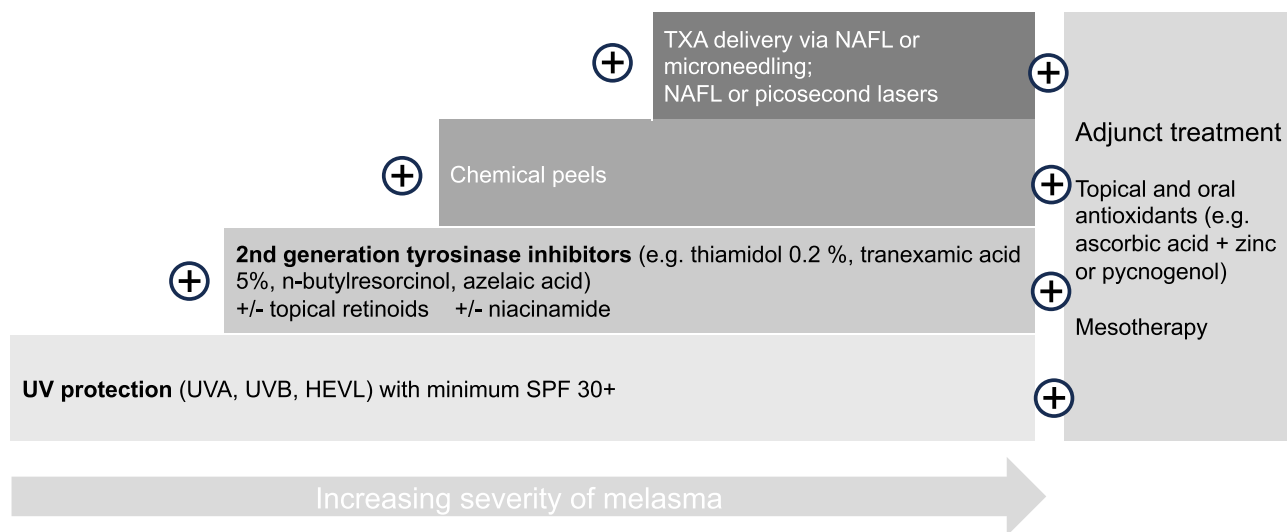 TXA delivery via NAFL or
microneedling;
NAFL or picosecond lasers
Chemical peels
2nd generation tyrosinase inhibitors (e.g. thiamidol 0.2 %, tranexamic acid
5%, n-butylresorcinol, azelaic acid)
+/- topical retinoids +/- niacinamide
UV protection (UVA, UVB, HEVL) with minimum SPF 30+
Adjunct treatment
Topical and oral
antioxidants (e.g.
ascorbic acid + zinc
or pycnogenol)
Mesotherapy
Increasing severity of melasma